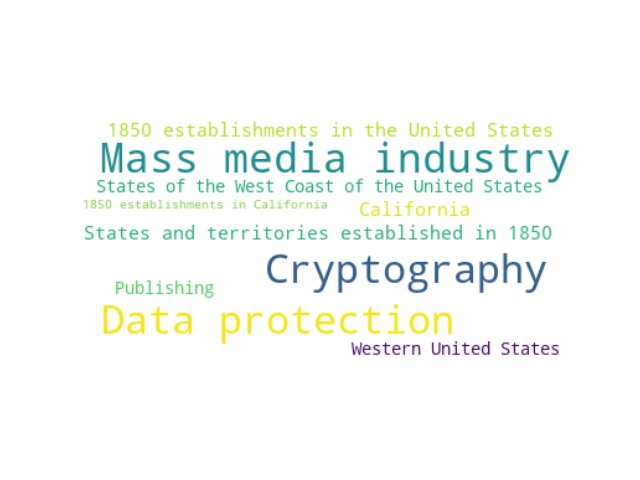 1850 establishments in the United States
Mass media industry
States of the West Coast of the United States
1850 establishments in California
California
States and territories established in 1850
Cryptography
Publishing
Data protection
Western United States